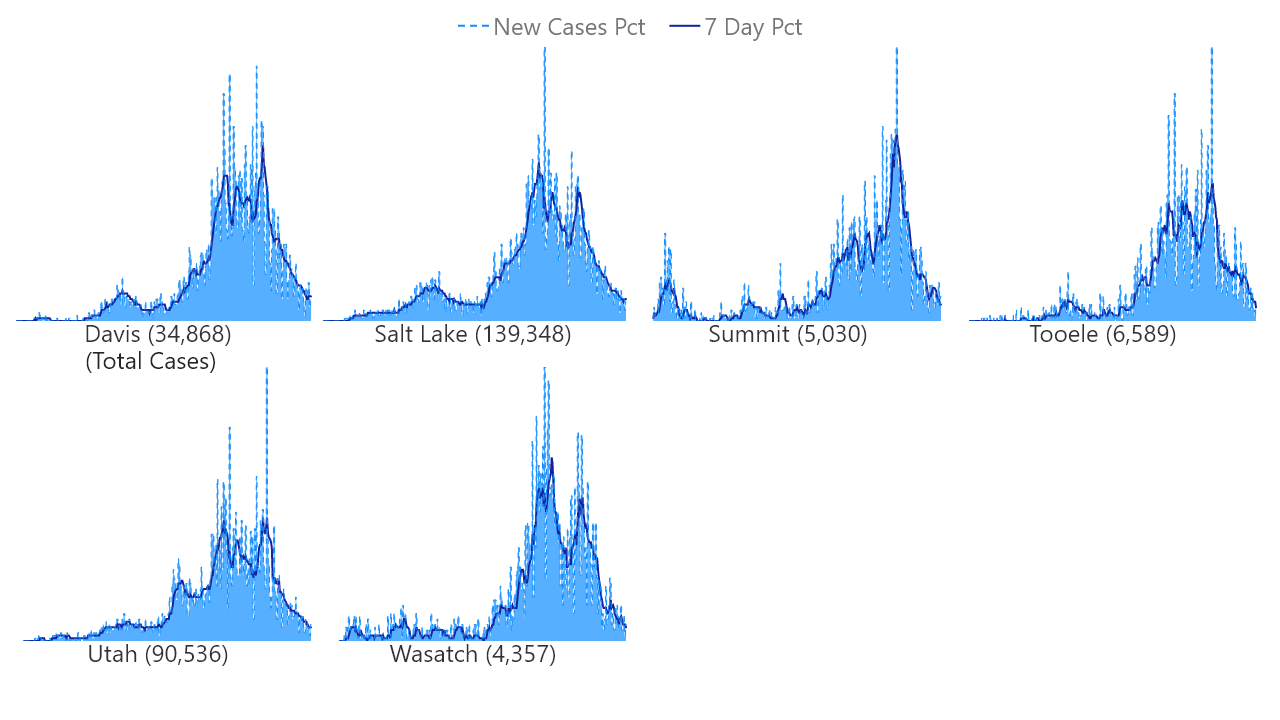 New Cases Pct 7 Day Pct
Davis (34,868)
(Total Cases)
Salt Lake (139,348)
Summit (5,030)
Tooele (6,589)
Utah (90,536)
Wasatch (4,357)